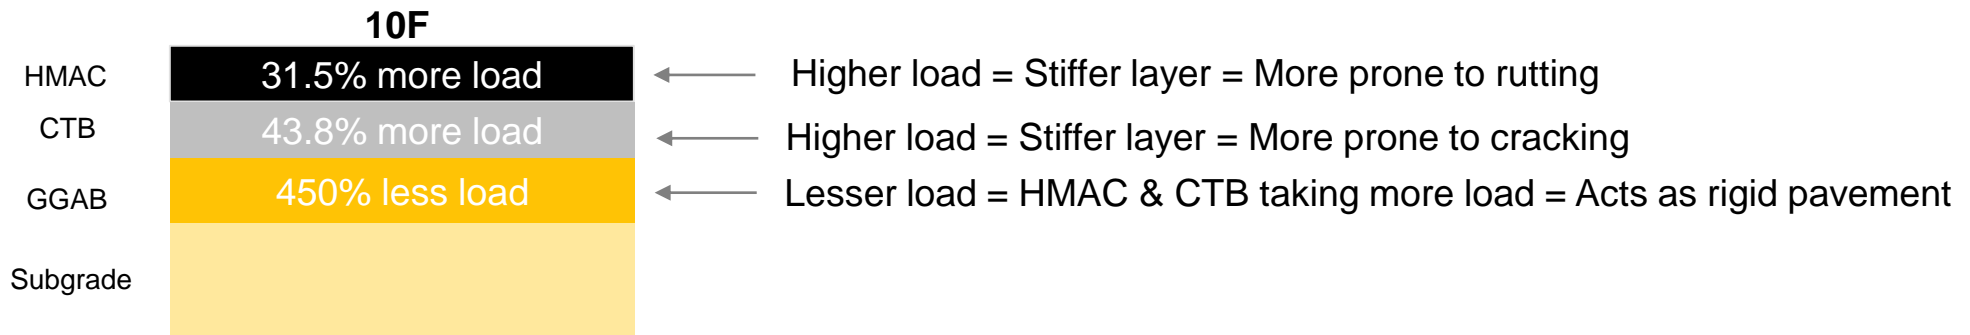 10F
HMAC 31.5% more load Higher load = Stiffer layer = More prone to rutting
CTB 43.8% more load Higher load = Stiffer layer = More prone to cracking
GGAB 450% less load Lesser load = HMAC & CTB taking more load = Acts as rigid pavement
Subgrade